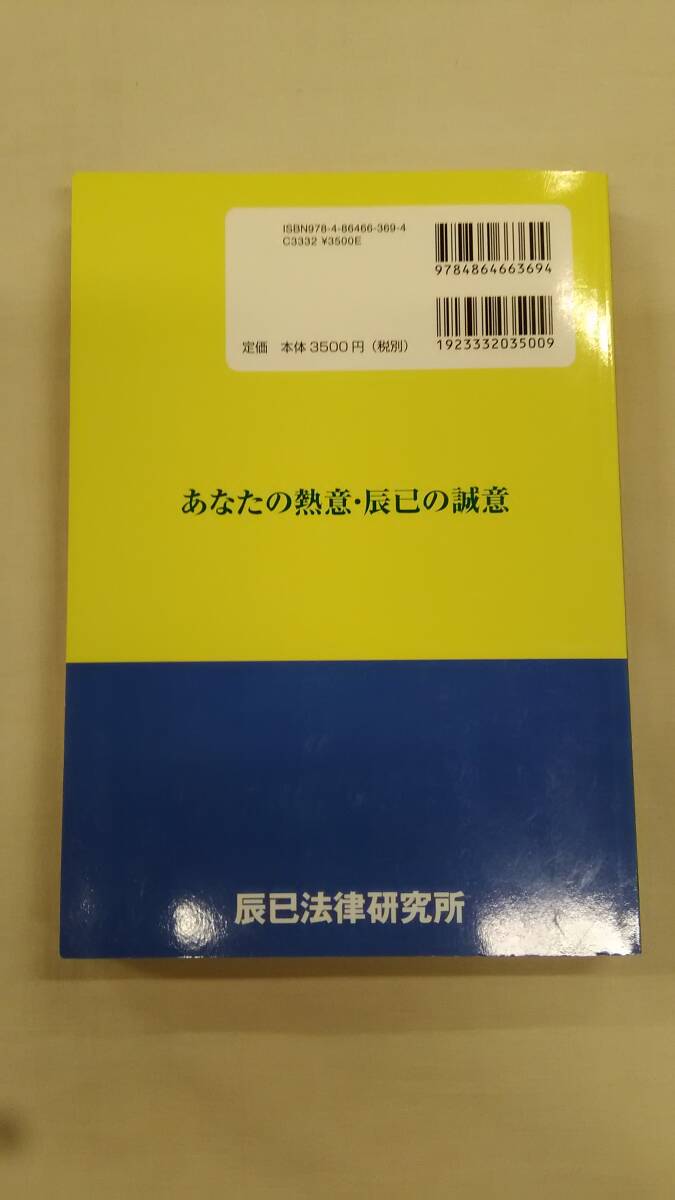 ISBN978-4-86466-369-4
C3332 ¥3500E
9784864663694
定価 本体3500円（税別）
1923332035009
あなたの熱意・辰已の誠意
辰已法律研究所